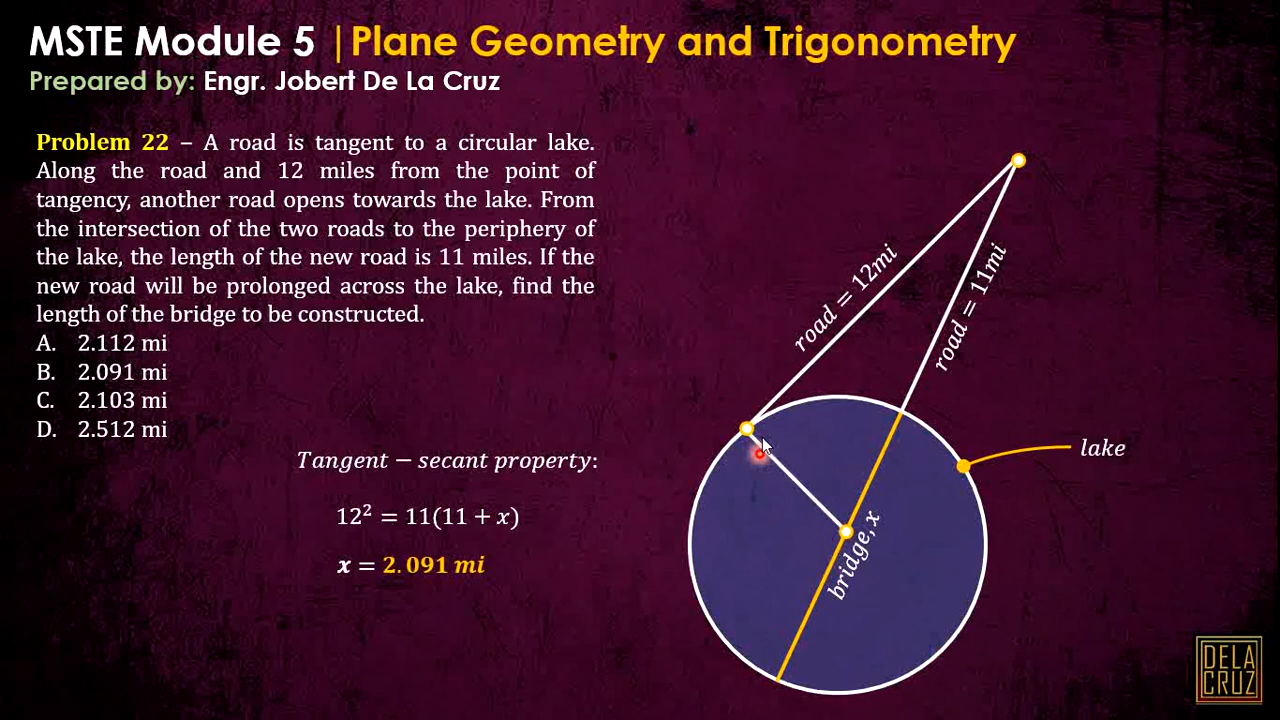 MSTE Module 5 |Plane Geometry and Trigonometry
Prepared by: Engr. Jobert De La Cruz
Problem 22 – A road is tangent to a circular lake.
Along the road and 12 miles from the point of
tangency, another road opens towards the lake. From
the intersection of the two roads to the periphery of
the lake, the length of the new road is 11 miles. If the
new road will be prolonged across the lake, find the
length of the bridge to be constructed.
A. 2.112 mi
B. 2.091 mi
C. 2.103 mi
D. 2.512 mi
Tangent − secant property:
12² = 11(11 + x)
x = 2.091 mi
road = 12mi
road = 11mi
lake
bridge, x
DELA
CRUZ